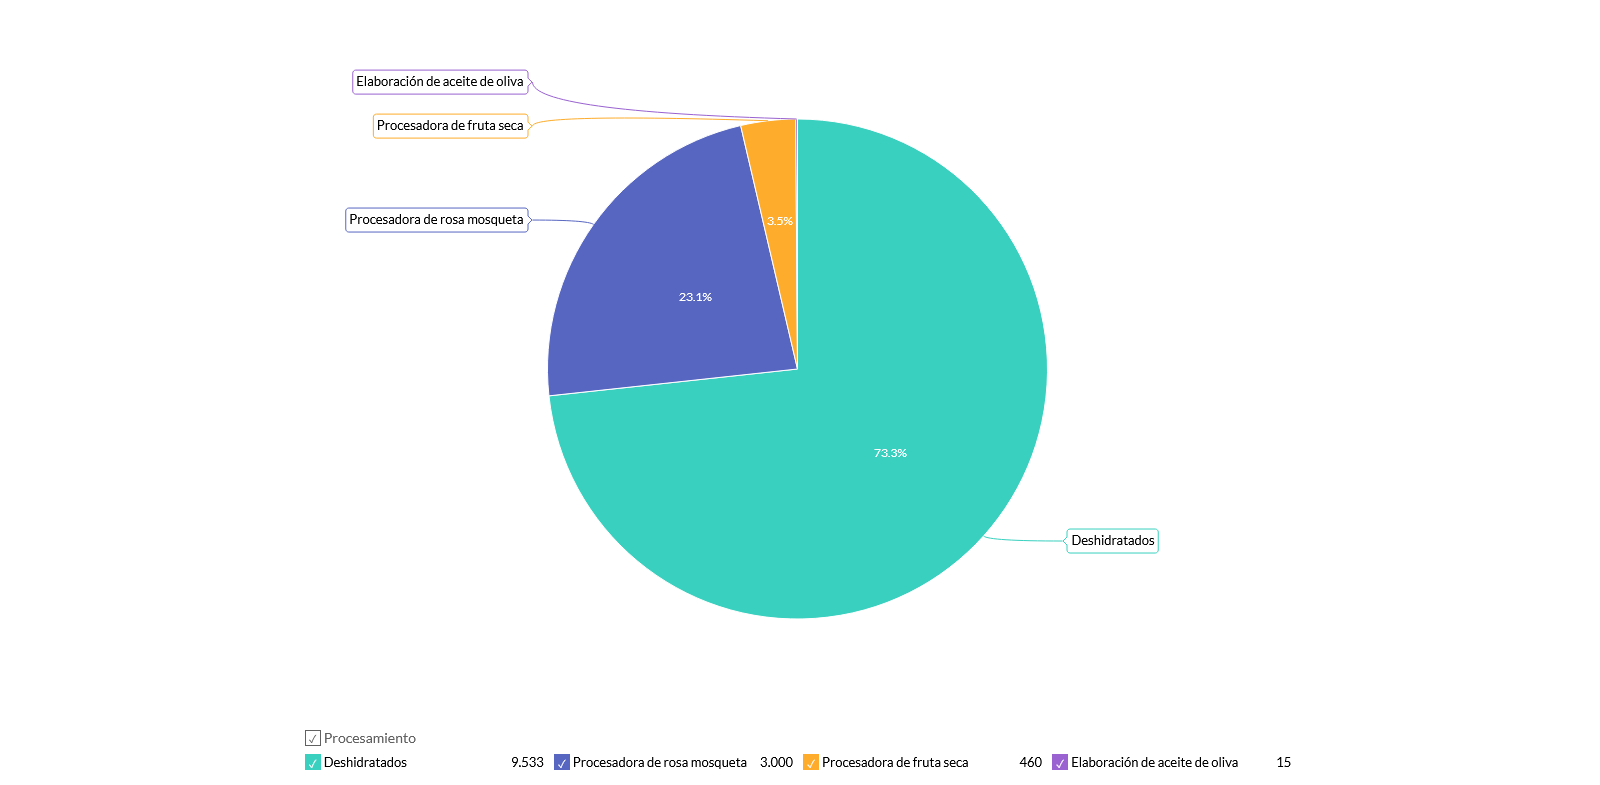 Elaboración de aceite de oliva
Procesadora de fruta seca
Procesadora de rosa mosqueta
3.5%
23.1%
73.3%
Deshidratados
Procesamiento
Deshidratados 9.533 Procesadora de rosa mosqueta 3.000 Procesadora de fruta seca 460 Elaboración de aceite de oliva 15